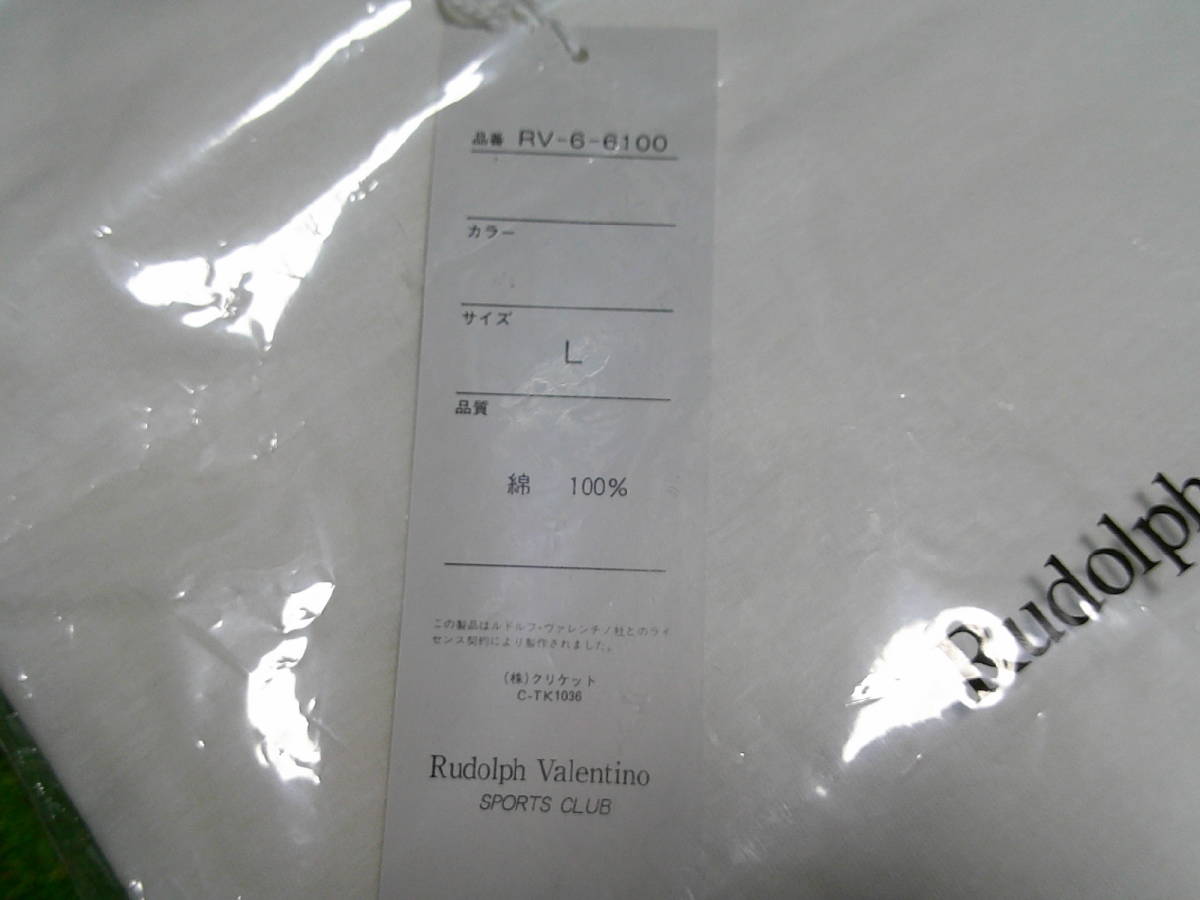 品番 RV-6-6100
カラー
サイズ
L
品質
綿 100%
この製品はルドルフ・ヴァレンチノ社とのライ
センス契約により製作されました。
(株)クリケット
C-TK1036
Rudolph Valentino
SPORTS CLUB
Rudolph